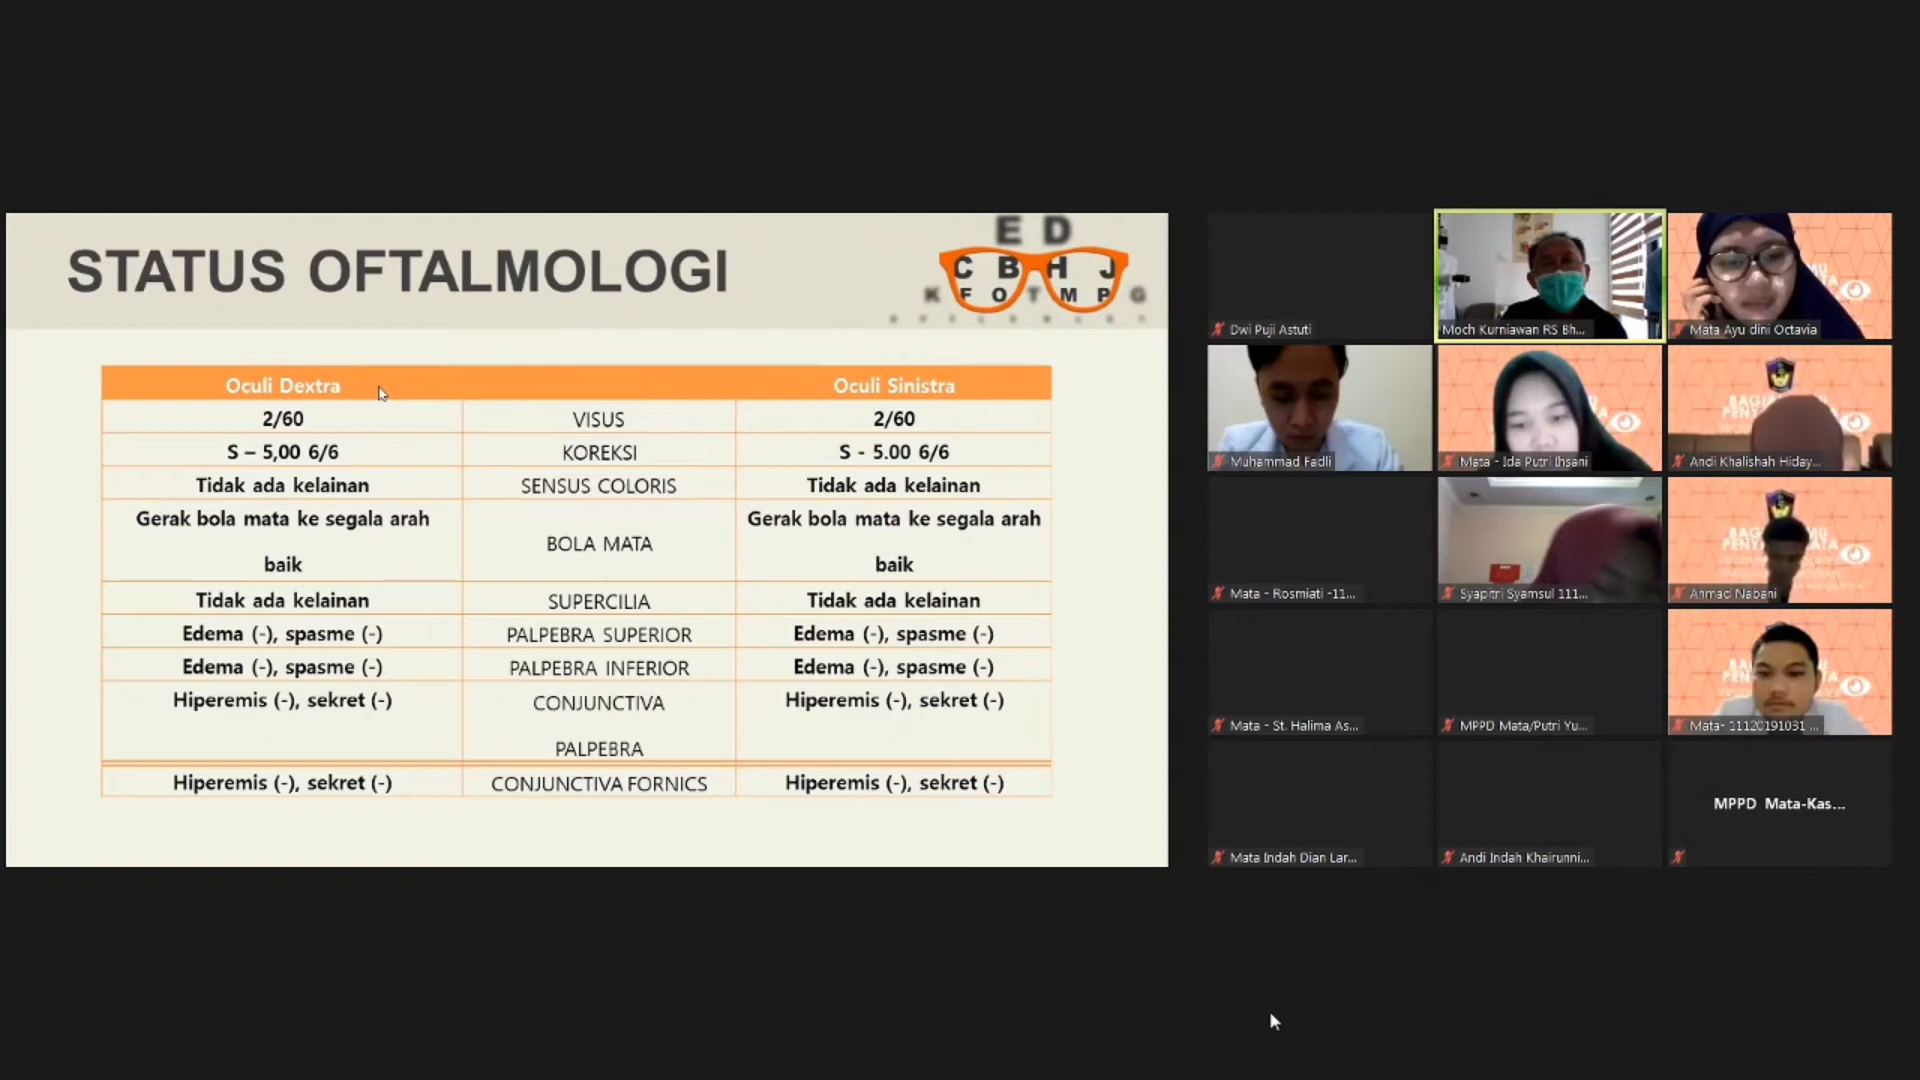 STATUS OFTALMOLOGI
E D
C B H J
K F O T M P G
Oculi Dextra Oculi Sinistra
2/60 VISUS 2/60
S – 5,00 6/6 KOREKSI S - 5.00 6/6
Tidak ada kelainan SENSUS COLORIS Tidak ada kelainan
Gerak bola mata ke segala arah Gerak bola mata ke segala arah
BOLA MATA
baik baik
Tidak ada kelainan SUPERCILIA Tidak ada kelainan
Edema (-), spasme (-) PALPEBRA SUPERIOR Edema (-), spasme (-)
Edema (-), spasme (-) PALPEBRA INFERIOR Edema (-), spasme (-)
Hiperemis (-), sekret (-) CONJUNCTIVA Hiperemis (-), sekret (-)
PALPEBRA
Hiperemis (-), sekret (-) CONJUNCTIVA FORNICS Hiperemis (-), sekret (-)
Dwi Puji Astuti
Moch Kurniawan RS Bh...
Mata Ayu dini Octavia
Muhammad Fadli
Mata - Ida Putri Ihsani
Andi Khalishah Hiday...
Mata - Rosmiati -11...
Syapitri Syamsul 111...
Ahmad Nabani
Mata - St. Halima As...
MPPD Mata/Putri Yu...
Mata- 11120191031 ...
Mata Indah Dian Lar...
Andi Indah Khairunni...
MPPD Mata-Kas...